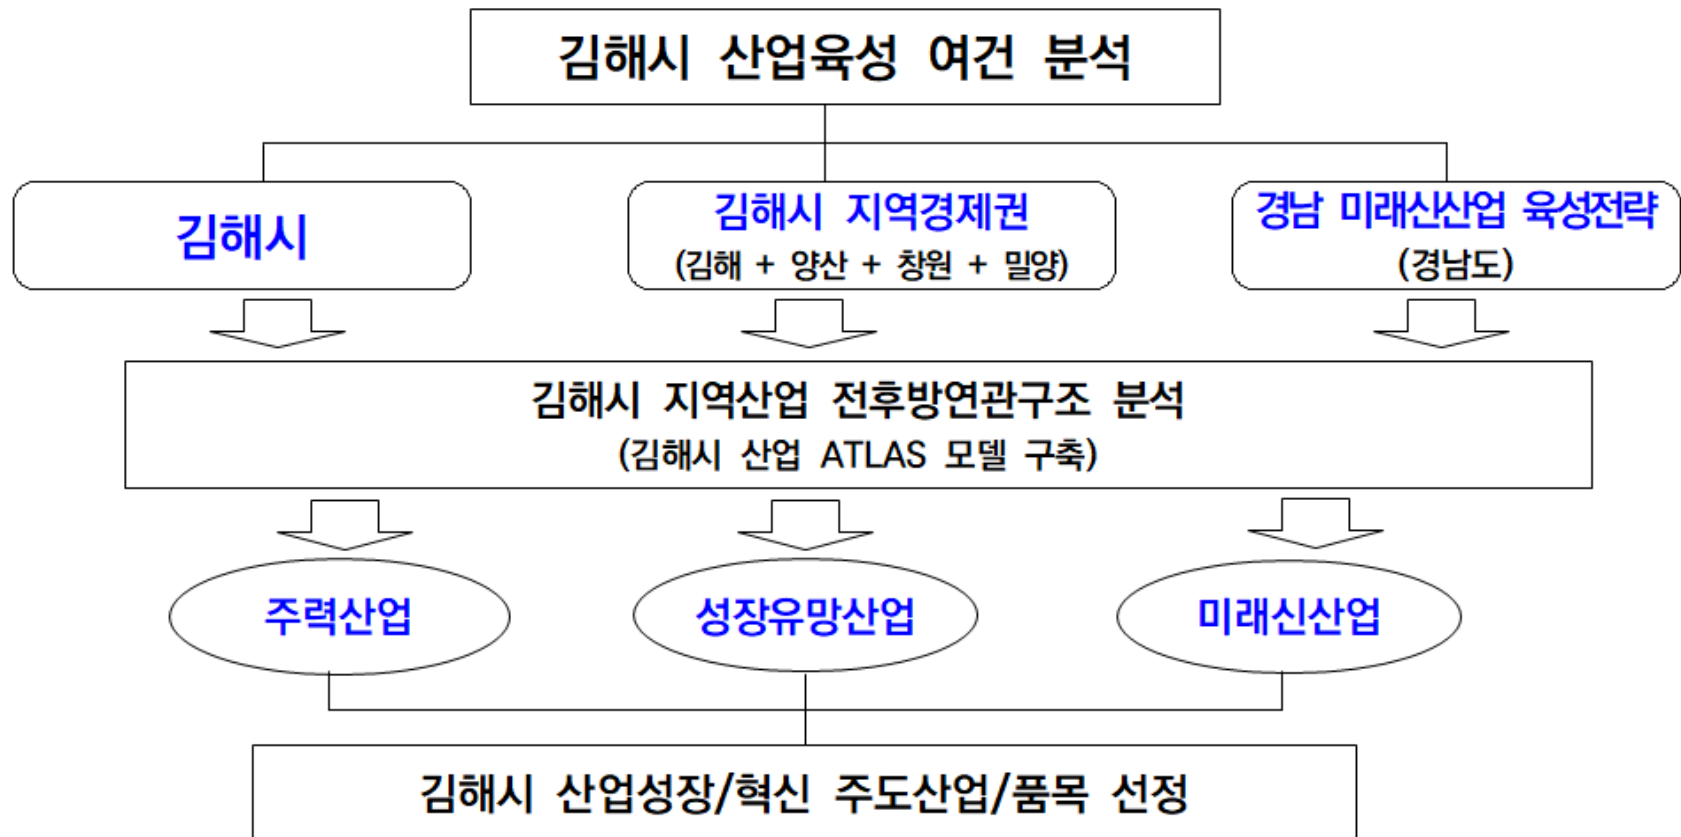 김해시 산업육성 여건 분석
김해시
김해시 지역경제권
(김해 + 양산 + 창원 + 밀양)
경남 미래신산업 육성전략
(경남도)
김해시 지역산업 전후방연관구조 분석
(김해시 산업 ATLAS 모델 구축)
주력산업
성장유망산업
미래신산업
김해시 산업성장/혁신 주도산업/품목 선정